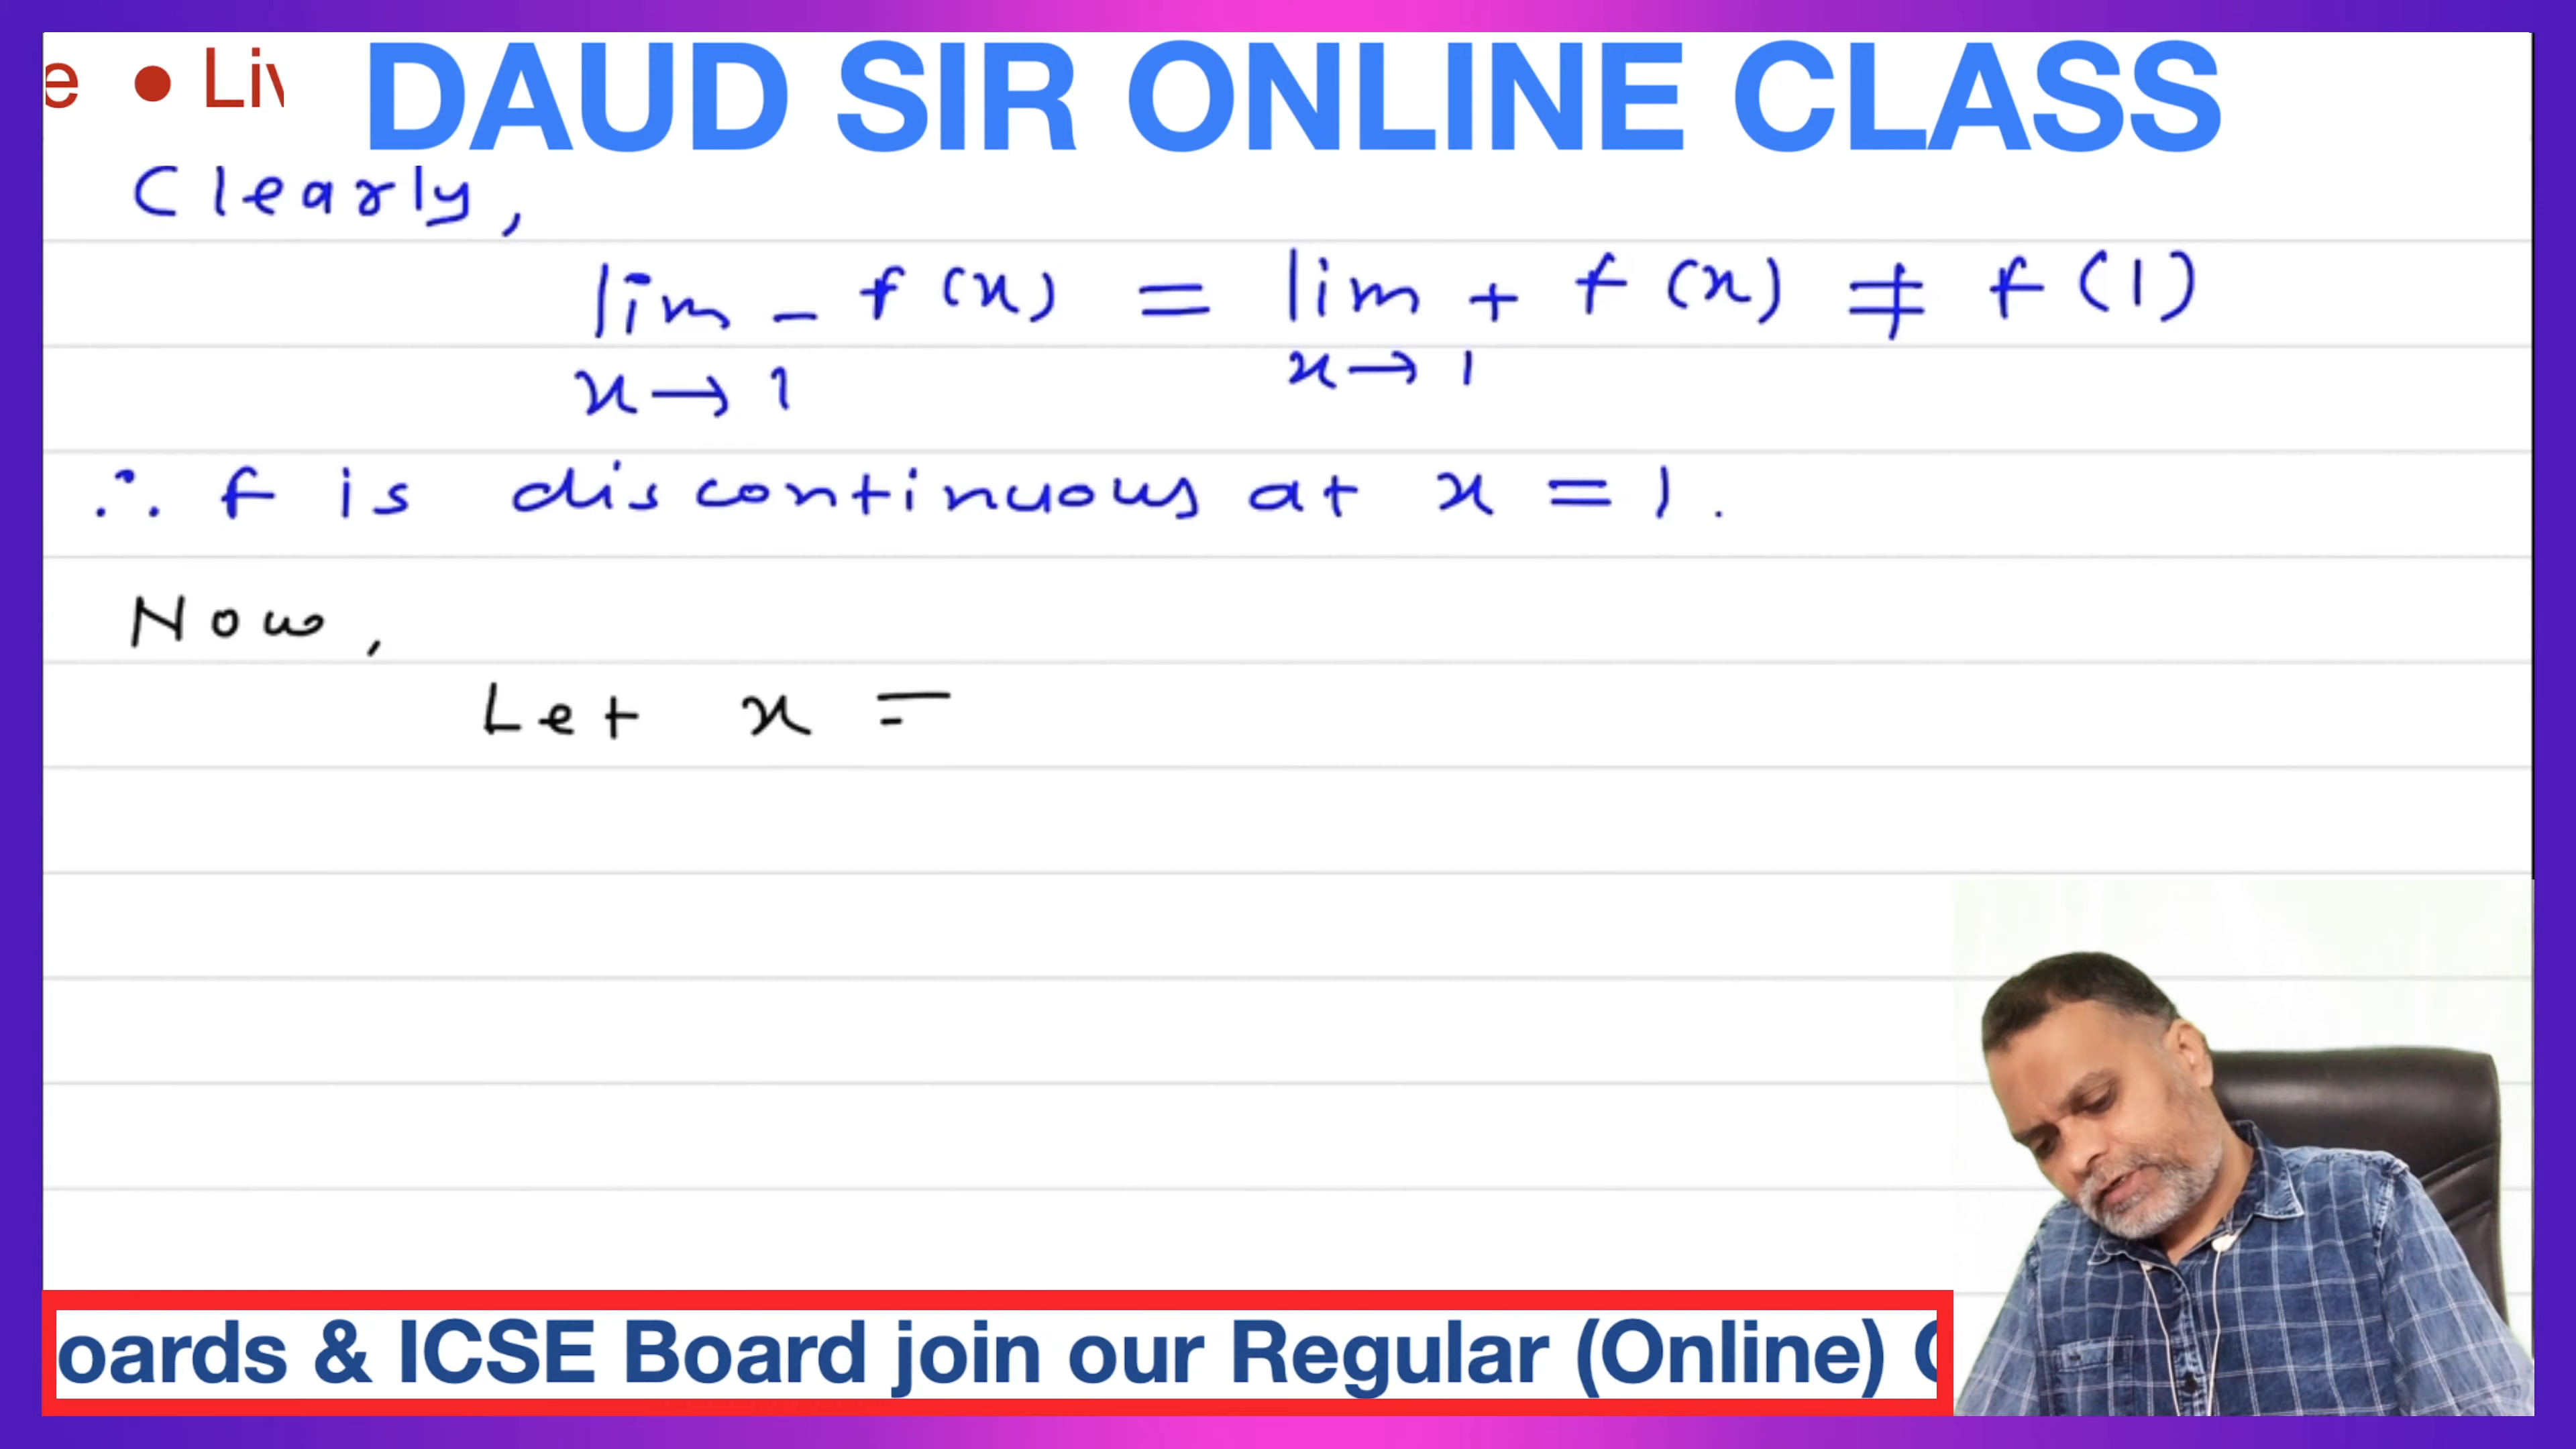 e • Liv
DAUD SIR ONLINE CLASS
Clearly,
lim - f(x) = lim + f(x) ≠ f(1)
x→1 x→1
∴ f is discontinuous at x = 1.
Now,
Let x =
oards & ICSE Board join our Regular (Online) C